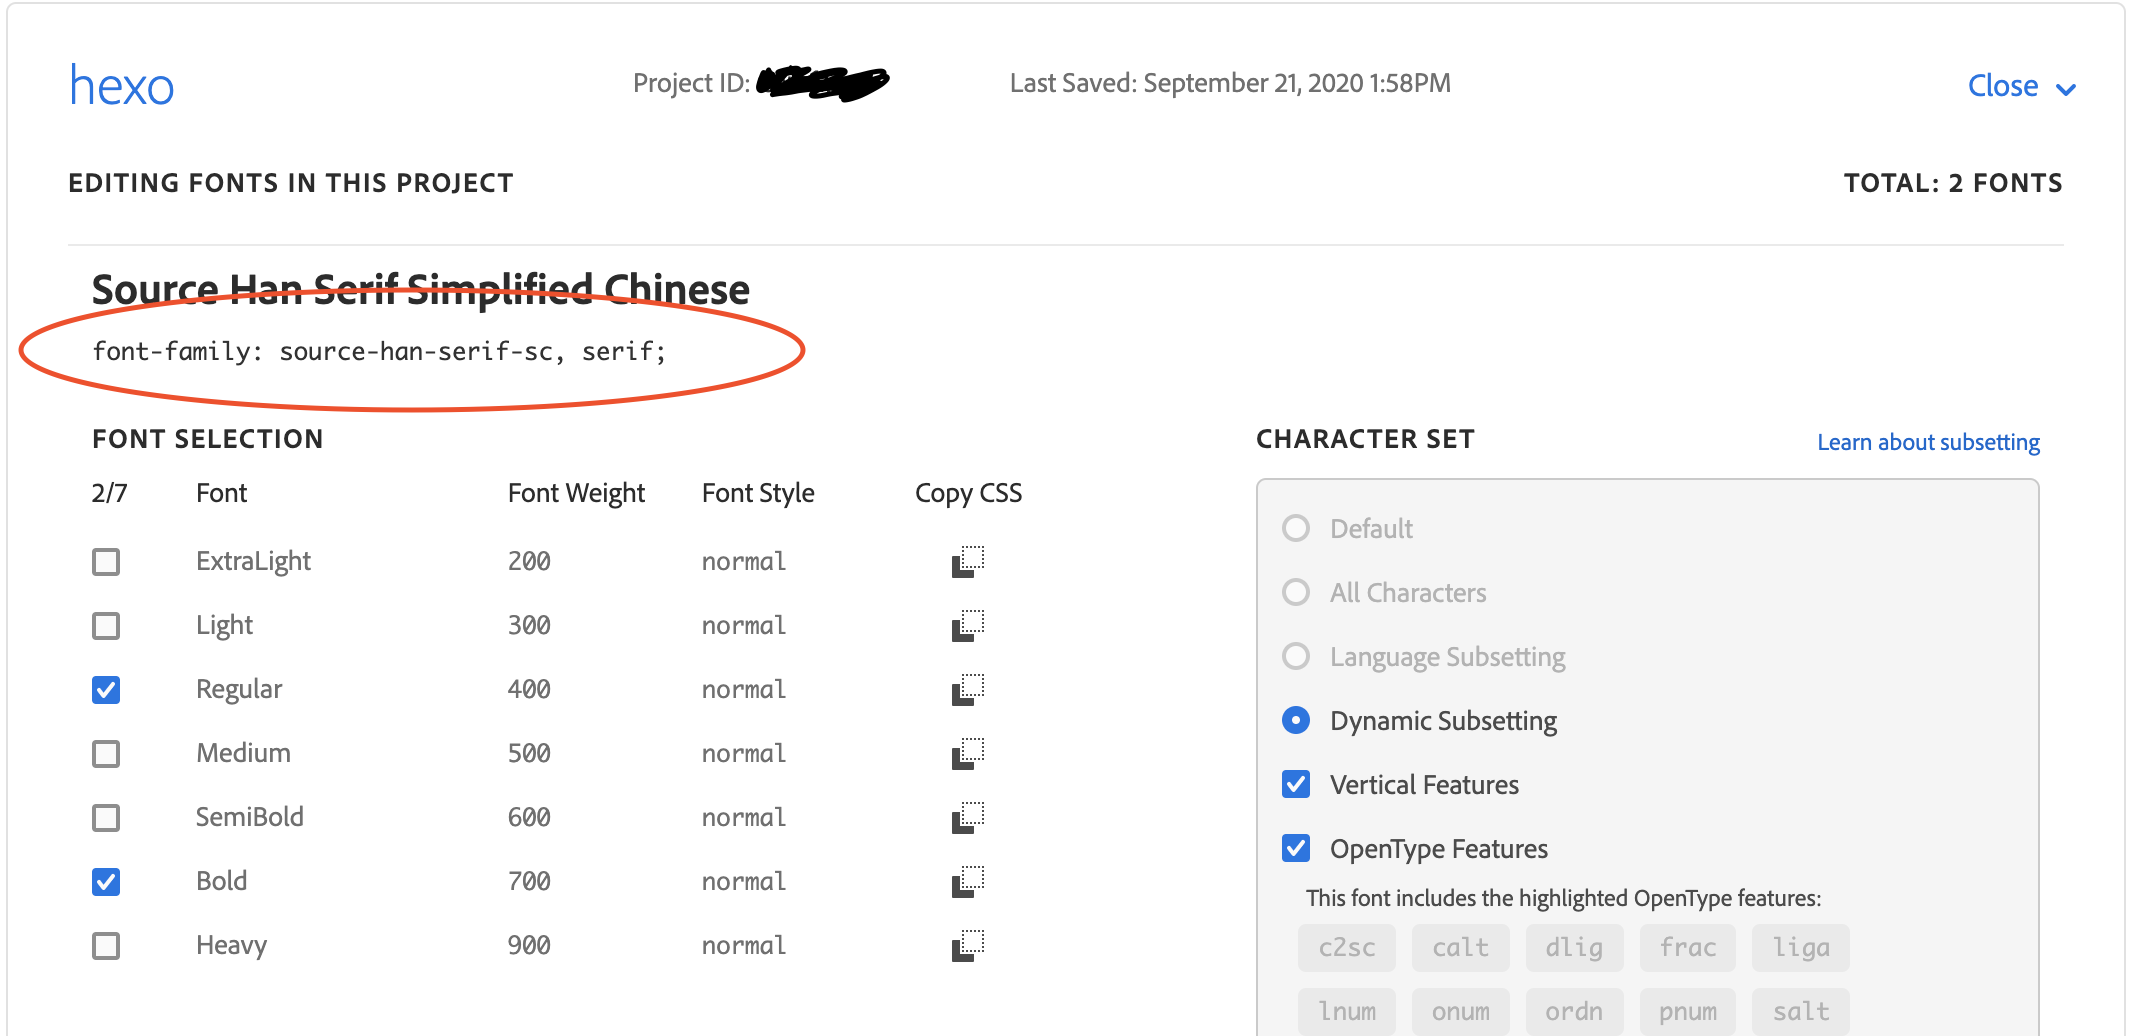 hexo
Project ID:
Last Saved: September 21, 2020 1:58PM
Close
EDITING FONTS IN THIS PROJECT
TOTAL: 2 FONTS
Source Han Serif Simplified Chinese
font-family: source-han-serif-sc, serif;
FONT SELECTION
2/7 Font Font Weight Font Style Copy CSS
ExtraLight 200 normal
Light 300 normal
Regular 400 normal
Medium 500 normal
SemiBold 600 normal
Bold 700 normal
Heavy 900 normal
CHARACTER SET
Learn about subsetting
Default
All Characters
Language Subsetting
Dynamic Subsetting
Vertical Features
OpenType Features
This font includes the highlighted OpenType features:
c2sc calt dlig frac liga
lnum onum ordn pnum salt